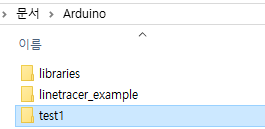 문서 > Arduino
이름
libraries
linetracer_example
test1